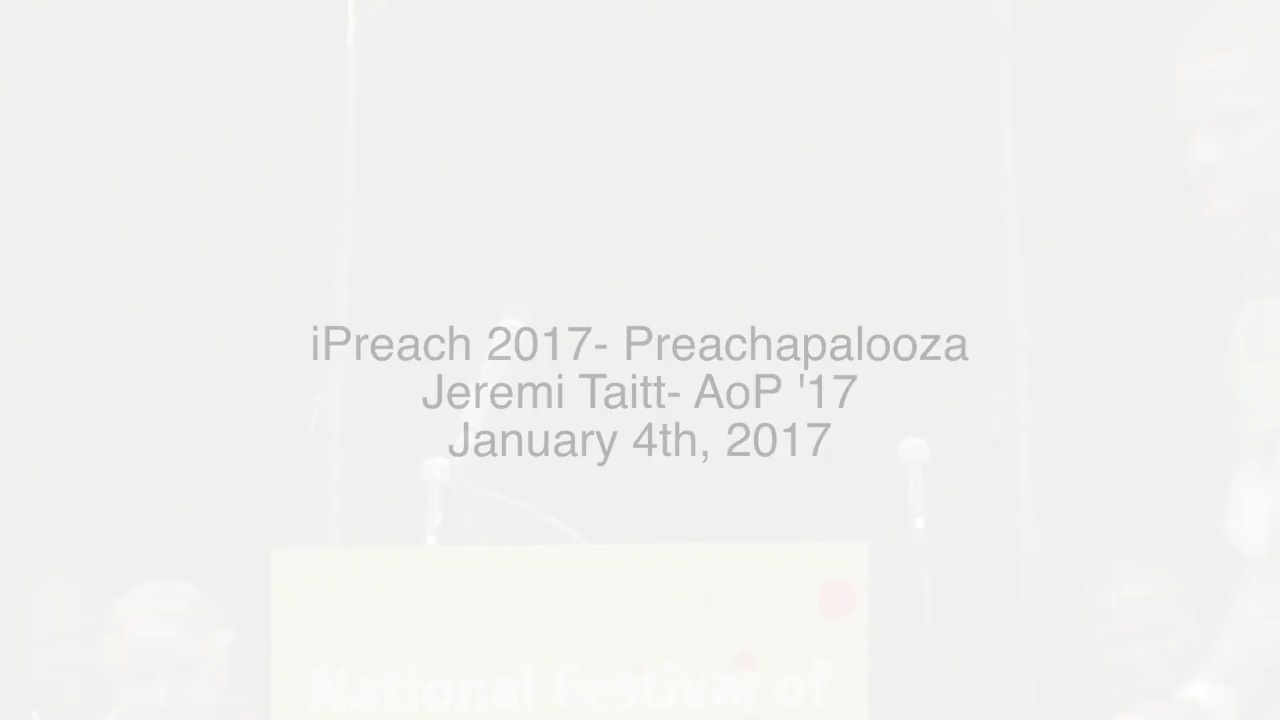 iPreach 2017- Preachapalooza
Jeremi Taitt- AoP '17
January 4th, 2017
National Festival of